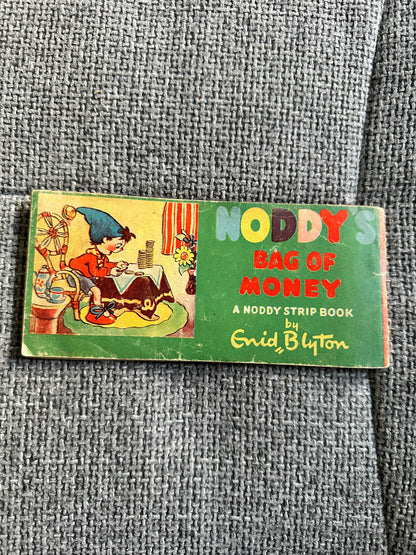 NODDY'S
BAG OF
MONEY
A NODDY STRIP BOOK
by
Enid Blyton